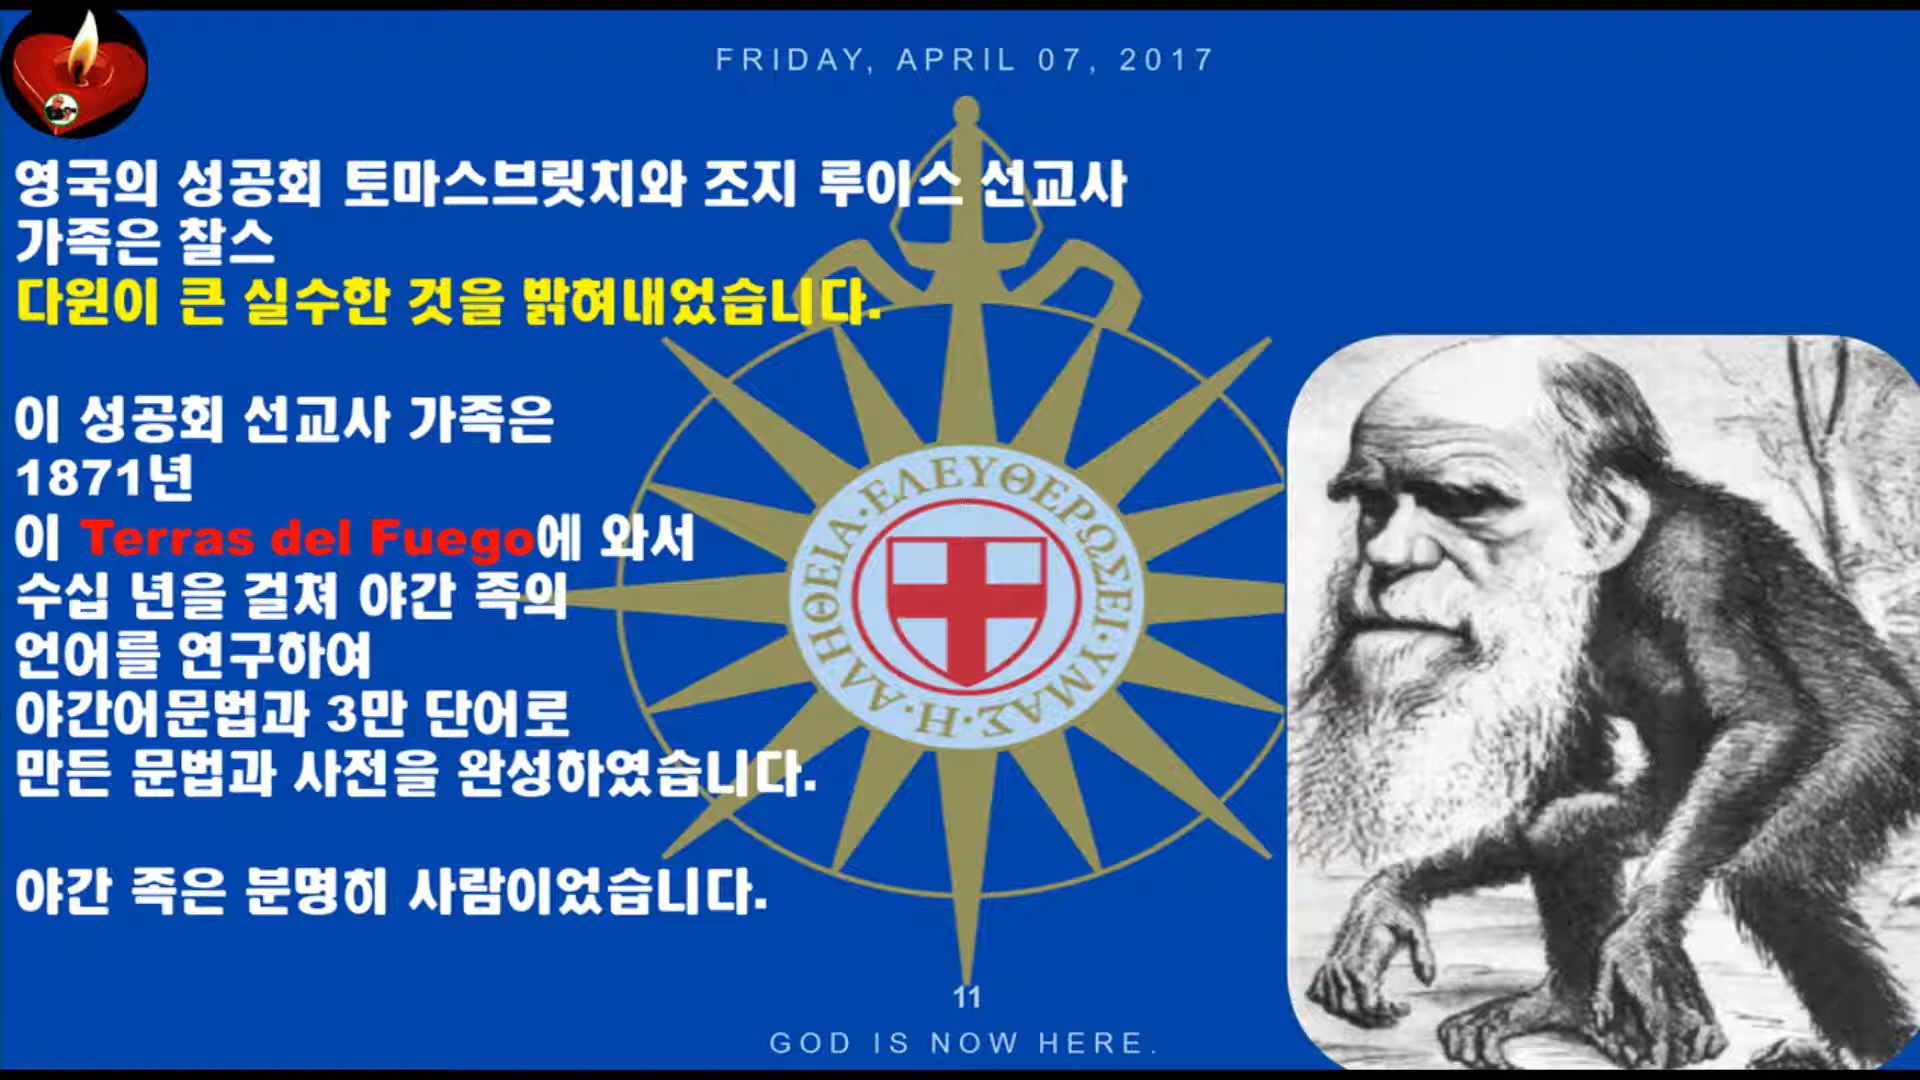 FRIDAY, APRIL 07, 2017
영국의 성공회 토마스브릿치와 조지 루이스 선교사
가족은 찰스
다윈이 큰 실수한 것을 밝혀내었습니다.
이 성공회 선교사 가족은
1871년
이 Terras del Fuego에 와서
수십 년을 걸쳐 야간 족의
언어를 연구하여
야간어문법과 3만 단어로
만든 문법과 사전을 완성하였습니다.
야간 족은 분명히 사람이었습니다.
Η·ΑΛΗΘΕΙΑ·ΕΛΕΥΘΕΡΩΣΕΙ·ΥΜΑΣ·
11
GOD IS NOW HERE.